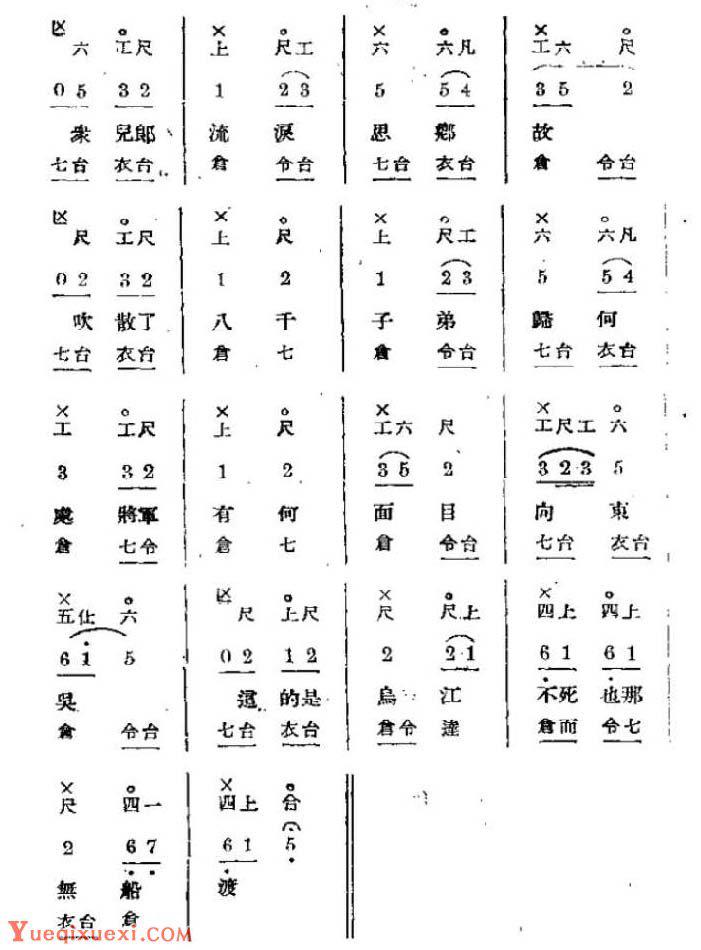 区 。 × 。 × 。 × 。
六 工尺 上 尺工 六 六凡 工六 尺
0 5 3 2 1 2 3 5 5 4 3 5 2
衆 兒郎 流 淚 思 鄉 故
七台 衣台 倉 令台 七台 衣台 倉 令台
区 。 × 。 × 。 × 。
尺 工尺 上 尺 上 尺工 六 六凡
0 2 3 2 1 2 1 2 3 5 5 4
吹 散了 八 千 子 弟 歸 何
七台 衣台 倉 七 倉 令台 七台 衣台
× 。 × 。 × 。 × 。
工 工尺 上 尺 工六 尺 工尺工 六
3 3 2 1 2 3 5 2 3 2·3 5
處 將軍 有 何 面 目 向 東
倉 七令 倉 七 倉 令台 七台 衣台
× 。 区 。 × 。 × 。
五仩 六 尺 上尺 尺 尺上 四上 四上
6 1 5 0 2 1 2 2 2·1 6 1 6 1
吳 這 的是 烏 江 不死 也那
倉 令台 七台 衣台 倉令 達 倉而 令七
× 。 × 。
尺 四一 四上 合
2 6 7 6 1 5
無 船 渡
衣台 倉
Yueqixuexi.com